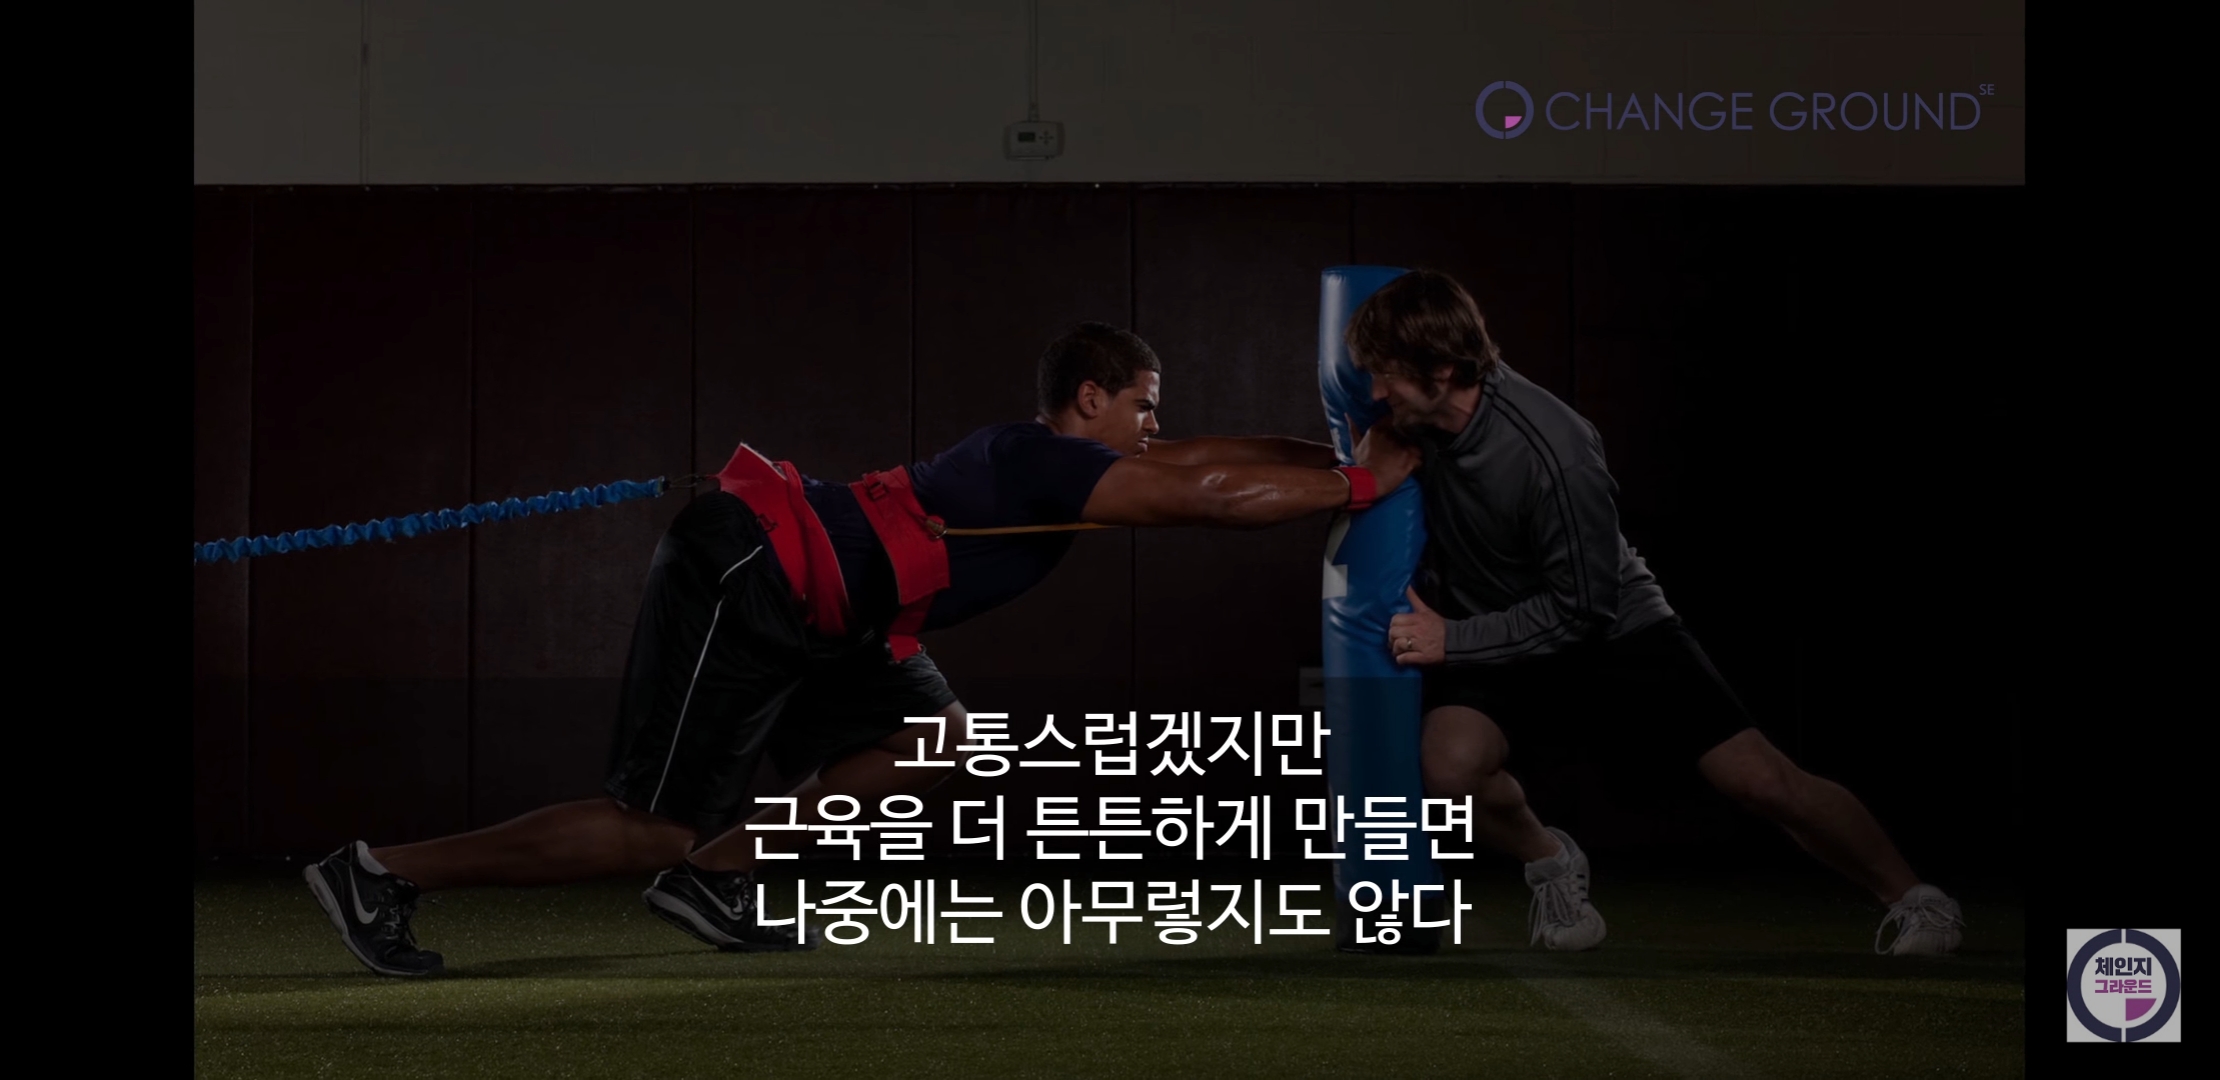 CHANGE GROUND SE
고통스럽겠지만
근육을 더 튼튼하게 만들면
나중에는 아무렇지도 않다
체인지
그라운드